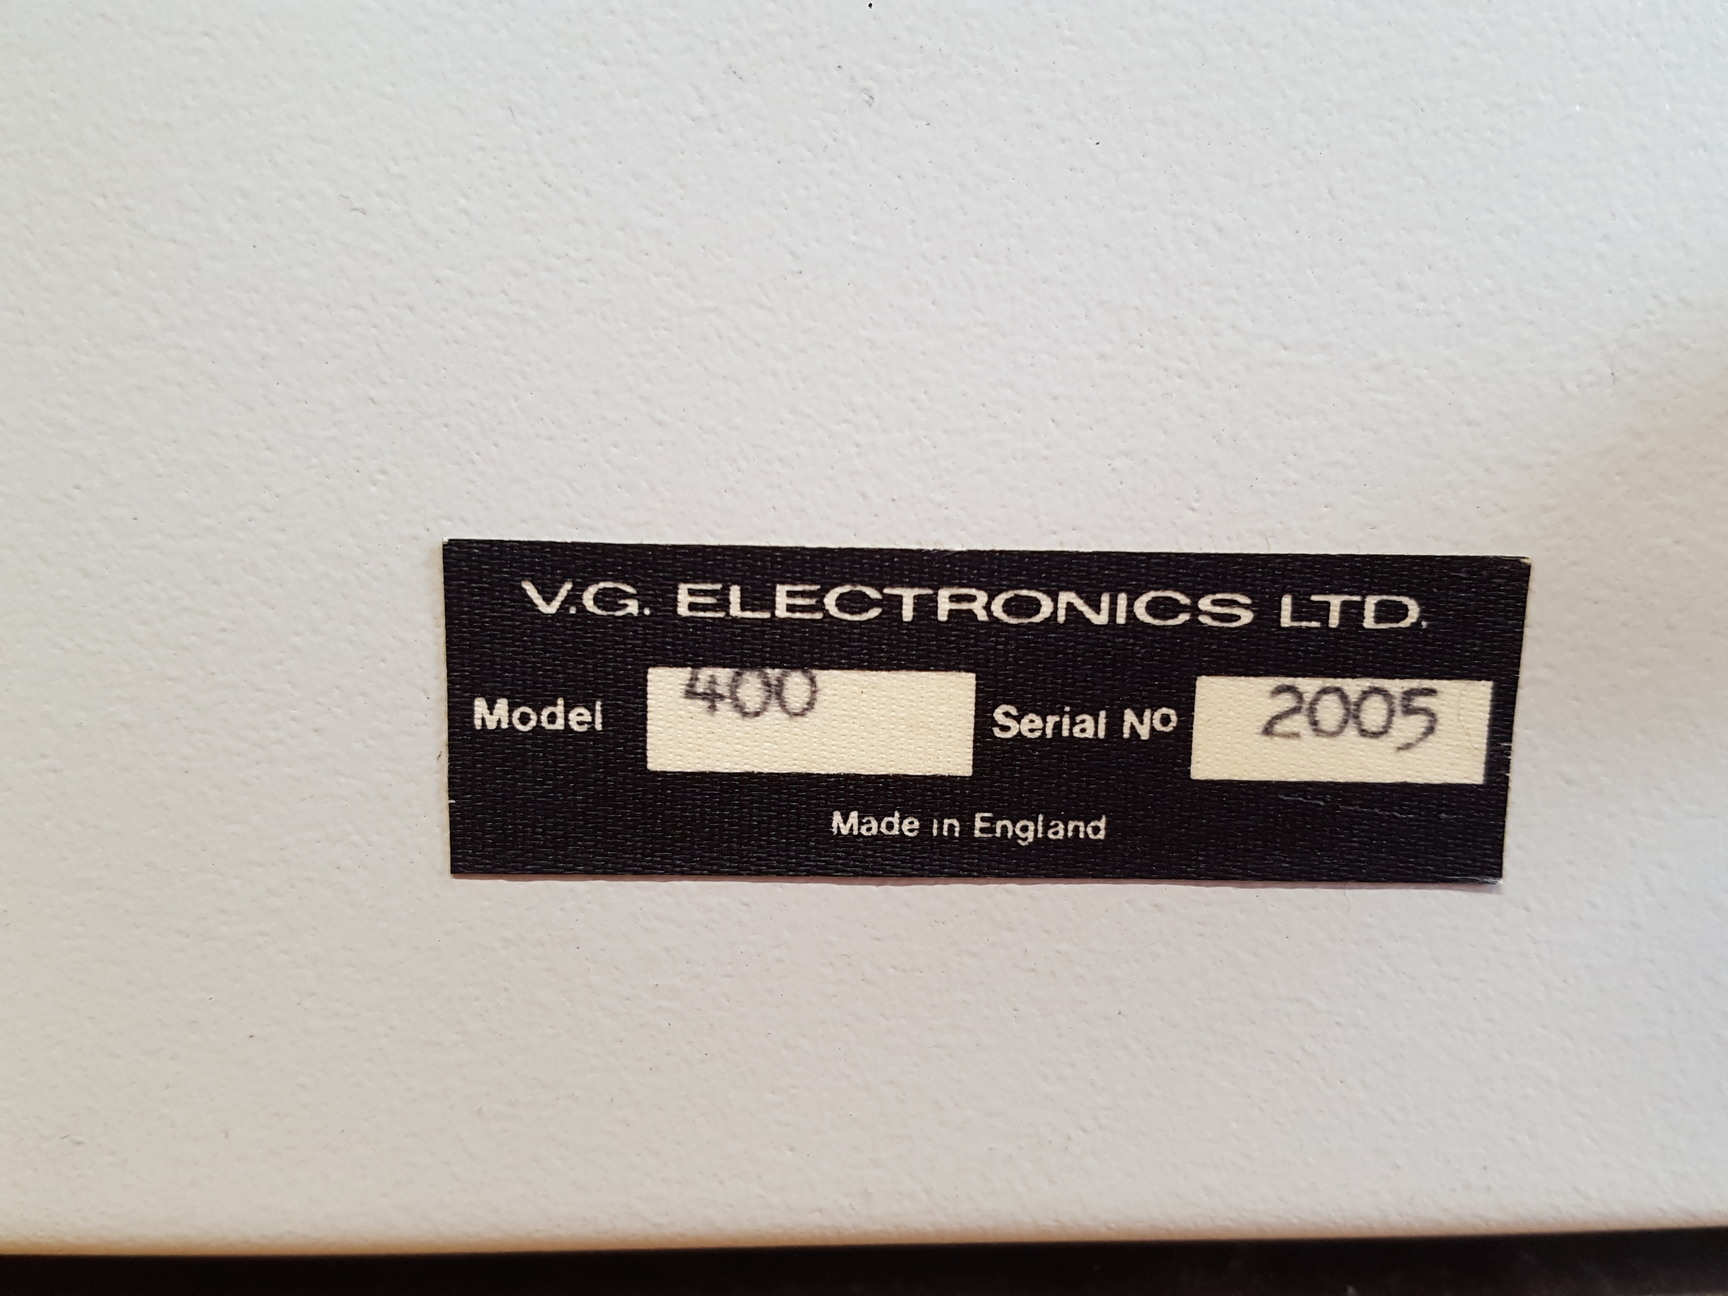 V.G. ELECTRONICS LTD.
Model 400 Serial Nº 2005
Made in England